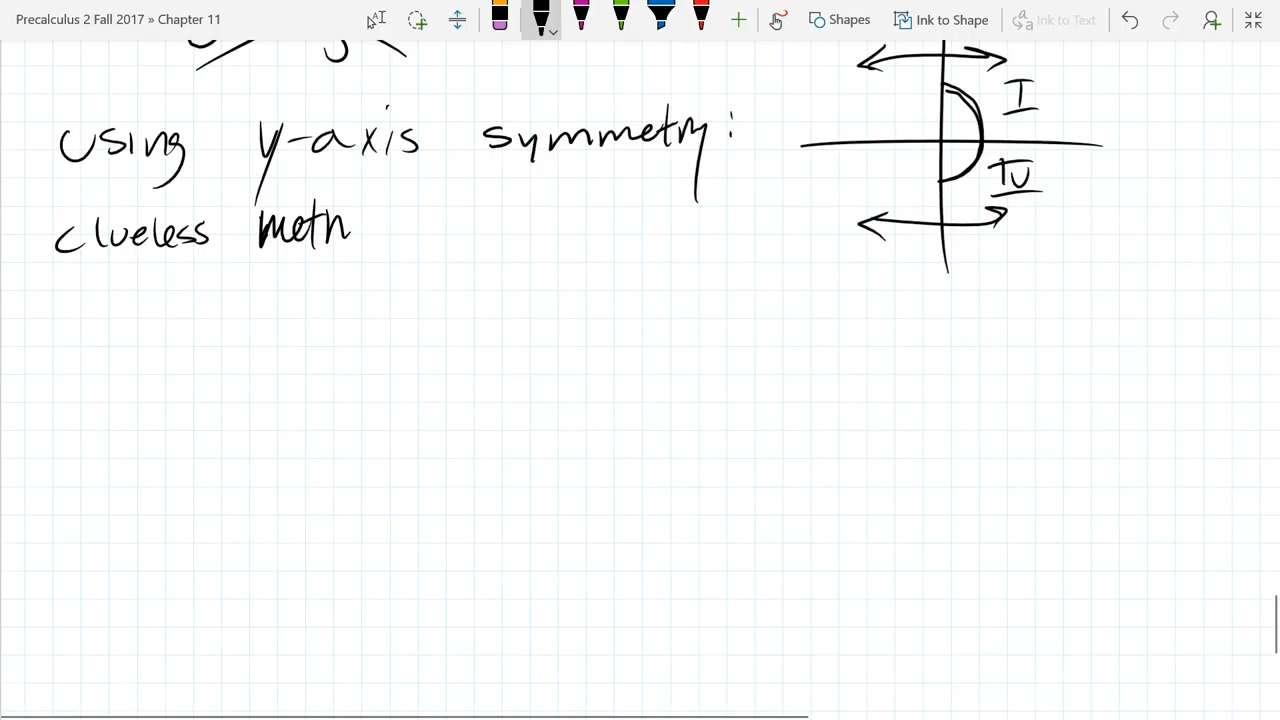 Precalculus 2 Fall 2017 » Chapter 11
Shapes
Ink to Shape
Ink to Text
using y-axis symmetry:
I
IV
clueless meth